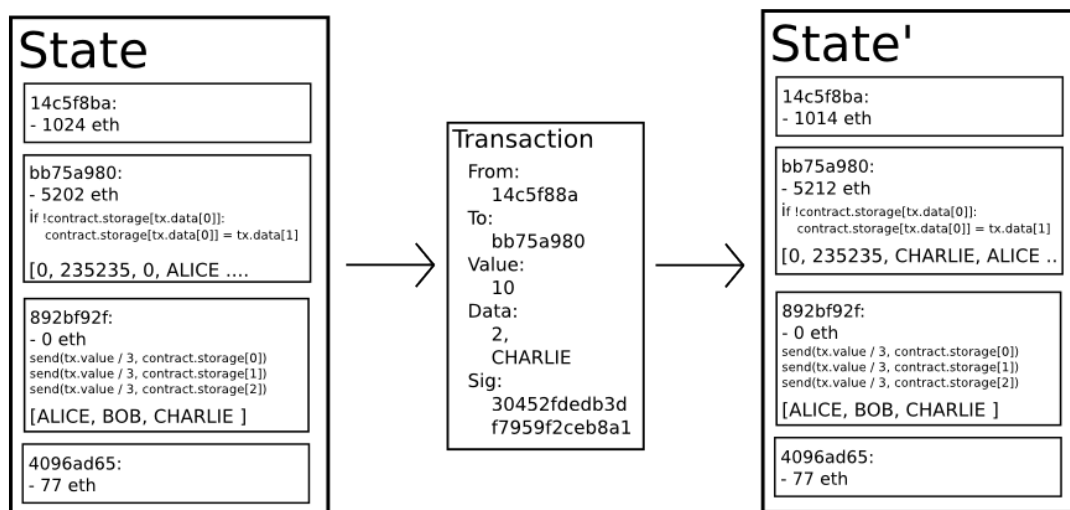 State
14c5f8ba:
- 1024 eth
bb75a980:
- 5202 eth
if !contract.storage[tx.data[0]]:
contract.storage[tx.data[0]] = tx.data[1]
[0, 235235, 0, ALICE ....
892bf92f:
- 0 eth
send(tx.value / 3, contract.storage[0])
send(tx.value / 3, contract.storage[1])
send(tx.value / 3, contract.storage[2])
[ALICE, BOB, CHARLIE ]
4096ad65:
- 77 eth
Transaction
From:
14c5f88a
To:
bb75a980
Value:
10
Data:
2,
CHARLIE
Sig:
30452fdedb3d
f7959f2ceb8a1
State'
14c5f8ba:
- 1014 eth
bb75a980:
- 5212 eth
if !contract.storage[tx.data[0]]:
contract.storage[tx.data[0]] = tx.data[1]
[0, 235235, CHARLIE, ALICE ..
892bf92f:
- 0 eth
send(tx.value / 3, contract.storage[0])
send(tx.value / 3, contract.storage[1])
send(tx.value / 3, contract.storage[2])
[ALICE, BOB, CHARLIE ]
4096ad65:
- 77 eth